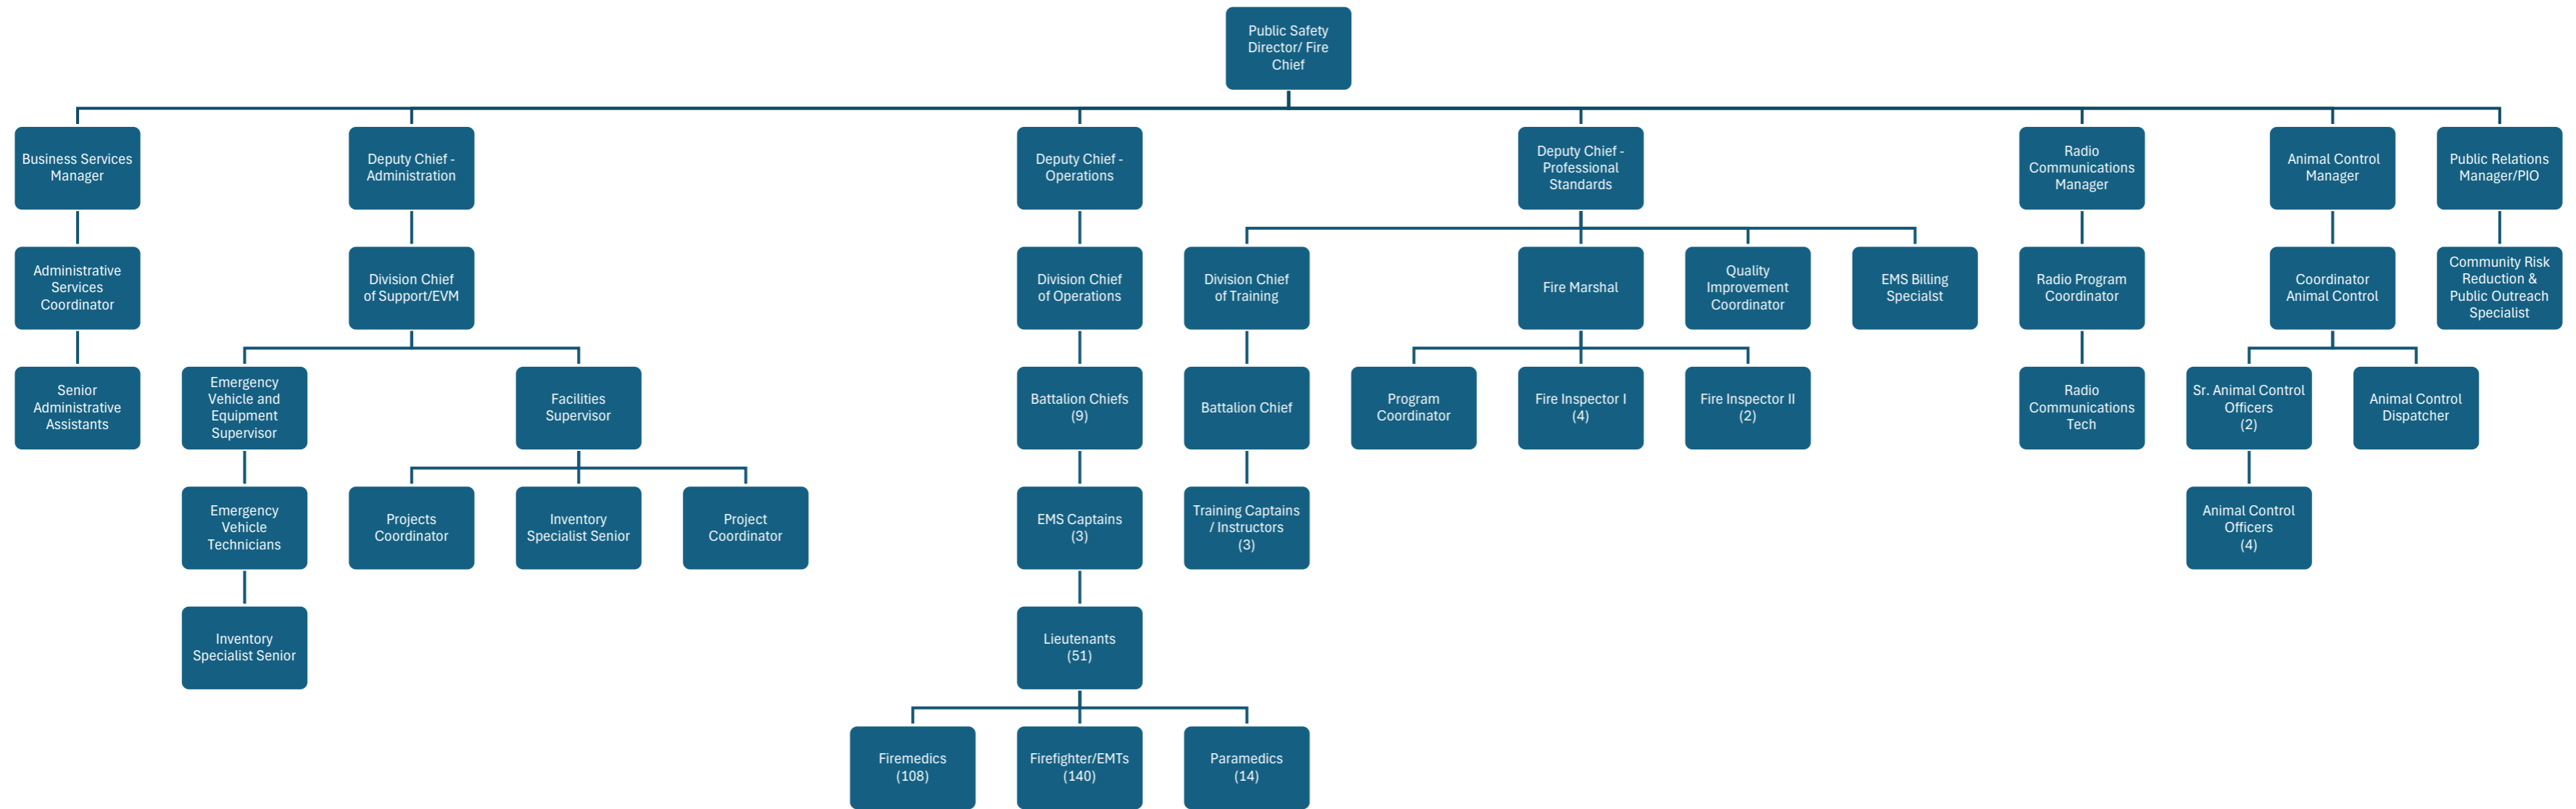 Public Safety
Director/ Fire
Chief
Business Services
Manager
Deputy Chief -
Administration
Deputy Chief -
Operations
Deputy Chief -
Professional
Standards
Radio
Communications
Manager
Animal Control
Manager
Public Relations
Manager/PIO
Administrative
Services
Coordinator
Division Chief
of Support/EVM
Division Chief
of Operations
Division Chief
of Training
Fire Marshal
Quality
Improvement
Coordinator
EMS Billing
Specialst
Radio Program
Coordinator
Coordinator
Animal Control
Community Risk
Reduction &
Public Outreach
Specialist
Senior
Administrative
Assistants
Emergency
Vehicle and
Equipment
Supervisor
Facilities
Supervisor
Battalion Chiefs
(9)
Battalion Chief
Program
Coordinator
Fire Inspector I
(4)
Fire Inspector II
(2)
Radio
Communications
Tech
Sr. Animal Control
Officers
(2)
Animal Control
Dispatcher
Emergency
Vehicle
Technicians
Projects
Coordinator
Inventory
Specialist Senior
Project
Coordinator
EMS Captains
(3)
Training Captains
/ Instructors
(3)
Animal Control
Officers
(4)
Inventory
Specialist Senior
Lieutenants
(51)
Firemedics
(108)
Firefighter/EMTs
(140)
Paramedics
(14)